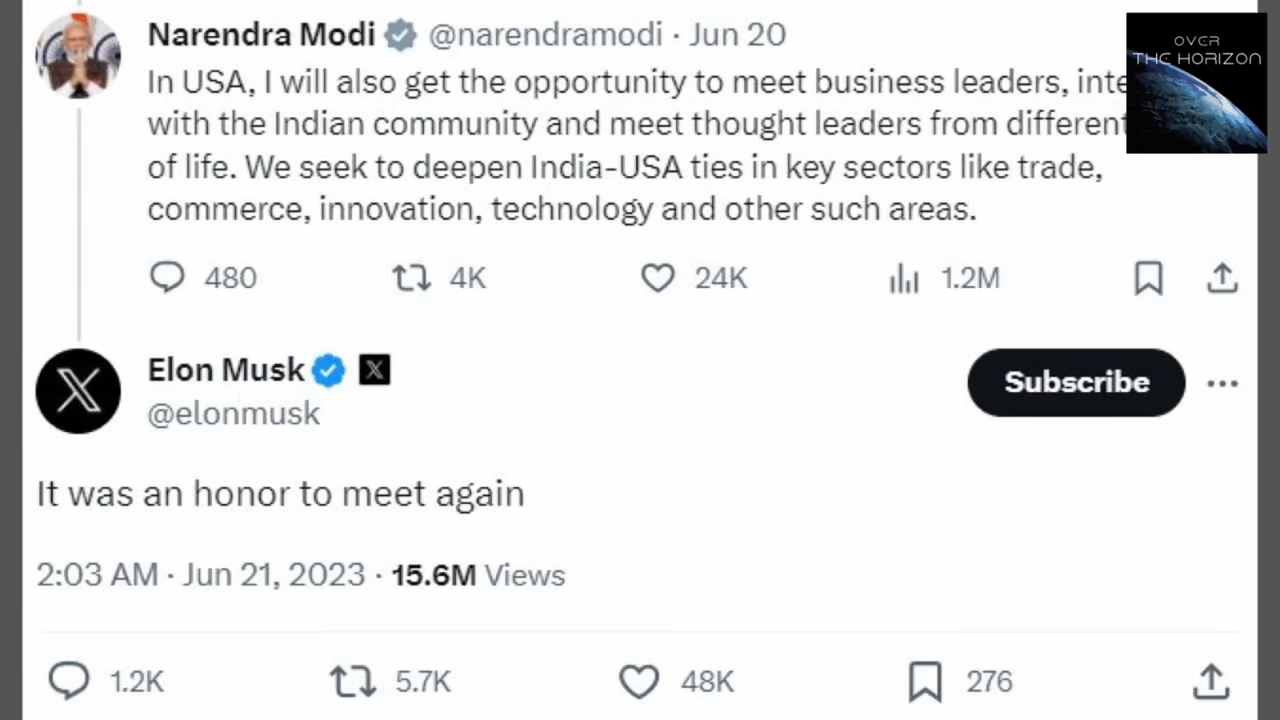 Narendra Modi @narendramodi · Jun 20
In USA, I will also get the opportunity to meet business leaders,
with the Indian community and meet thought leaders from different
of life. We seek to deepen India-USA ties in key sectors like trade,
commerce, innovation, technology and other such areas.
480 4K 24K 1.2M
Elon Musk
@elonmusk
Subscribe
It was an honor to meet again
2:03 AM · Jun 21, 2023 · 15.6M Views
1.2K 5.7K 48K 276
OVER
THE HORIZON